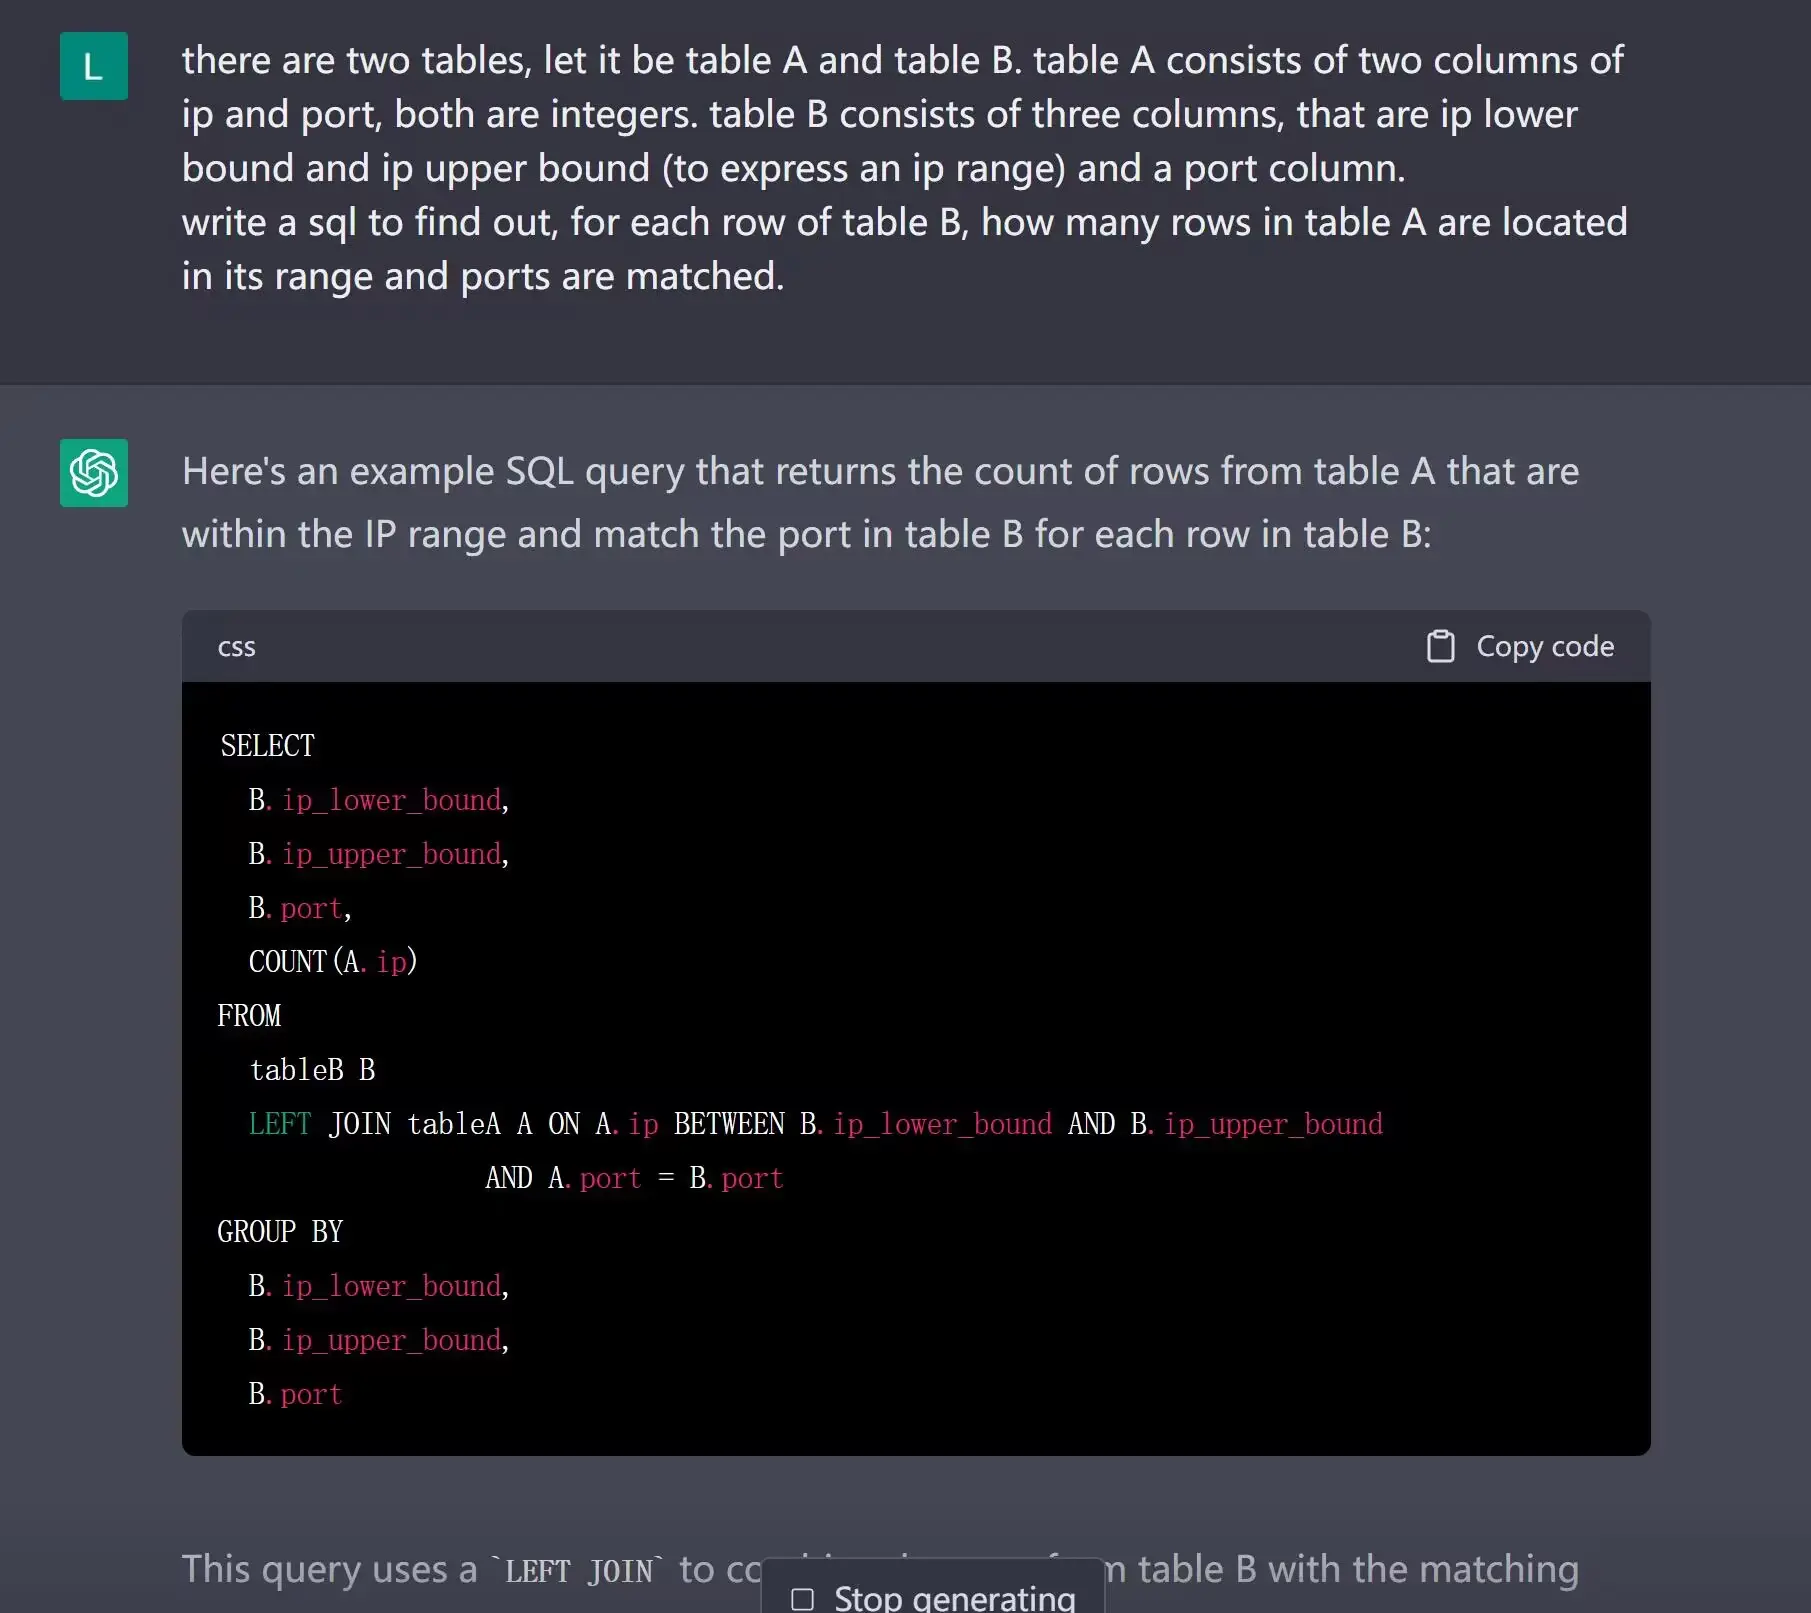 L
there are two tables, let it be table A and table B. table A consists of two columns of
ip and port, both are integers. table B consists of three columns, that are ip lower
bound and ip upper bound (to express an ip range) and a port column.
write a sql to find out, for each row of table B, how many rows in table A are located
in its range and ports are matched.
Here's an example SQL query that returns the count of rows from table A that are
within the IP range and match the port in table B for each row in table B:
css Copy code
SELECT
B.ip_lower_bound,
B.ip_upper_bound,
B.port,
COUNT(A.ip)
FROM
tableB B
LEFT JOIN tableA A ON A.ip BETWEEN B.ip_lower_bound AND B.ip_upper_bound
AND A.port = B.port
GROUP BY
B.ip_lower_bound,
B.ip_upper_bound,
B.port
This query uses a `LEFT JOIN` to table B with the matching
Stop generating